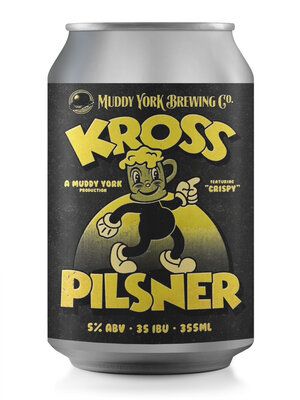 MUDDY YORK BREWING CO.
KROSS
A MUDDY YORK
PRODUCTION
FEATURING
"CRISPY"
PILSNER
5% ABV · 35 IBU · 355ML